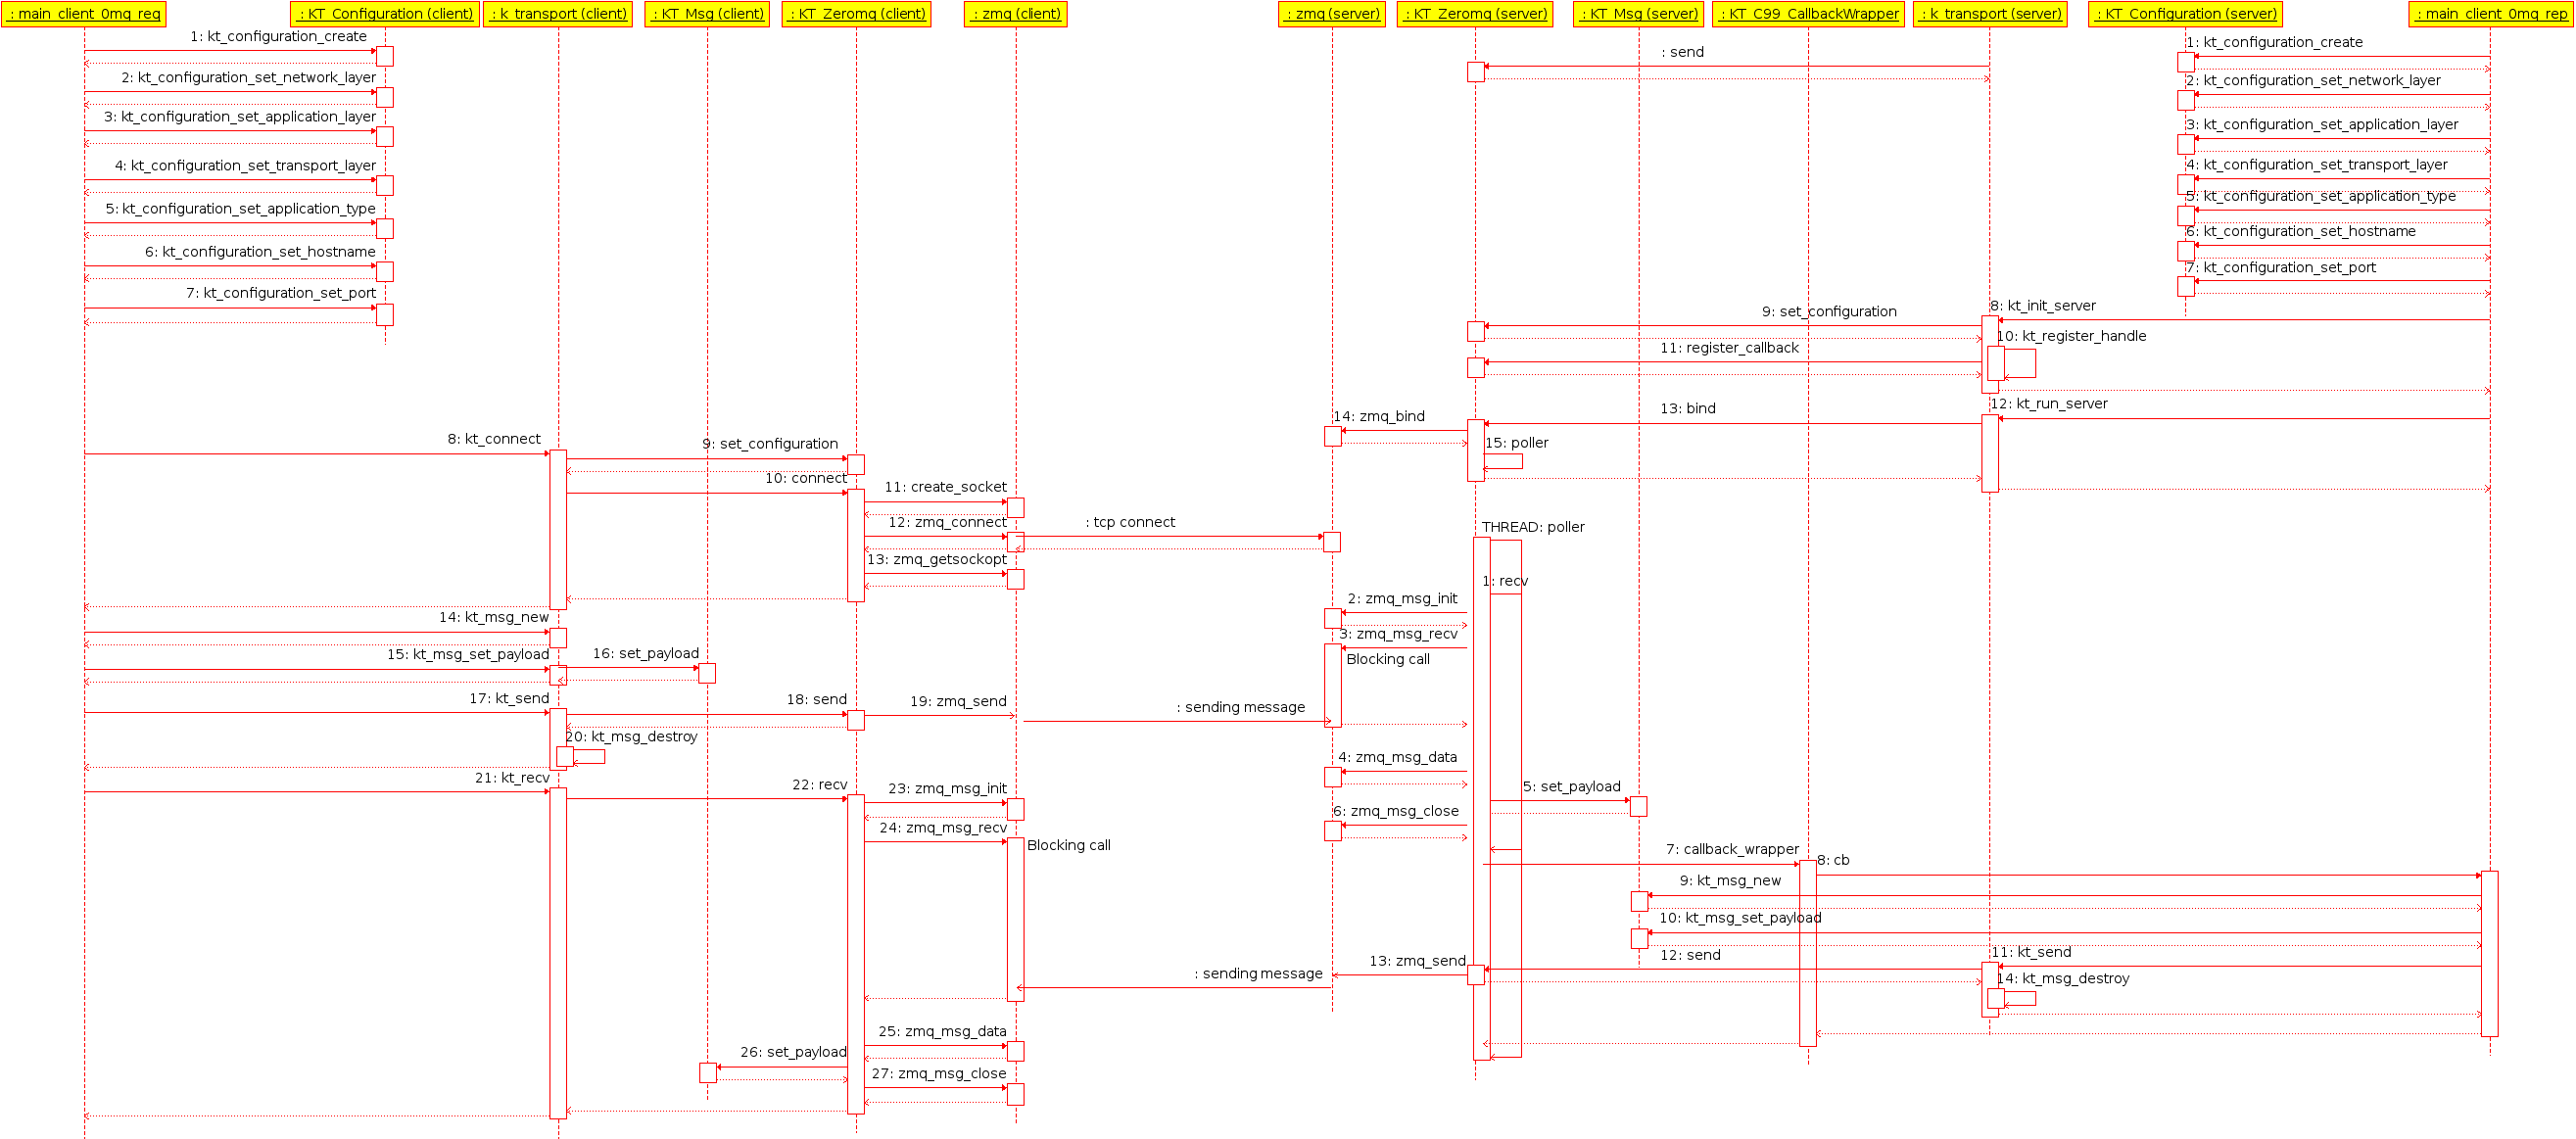 : main_client_0mq_req
: KT_Configuration (client)
: k_transport (client)
: KT_Msg (client)
: KT_Zeromq (client)
: zmq (client)
: zmq (server)
: KT_Zeromq (server)
: KT_Msg (server)
: KT_C99_CallbackWrapper
: k_transport (server)
: KT_Configuration (server)
: main_client_0mq_rep
1: kt_configuration_create
2: kt_configuration_set_network_layer
3: kt_configuration_set_application_layer
4: kt_configuration_set_transport_layer
5: kt_configuration_set_application_type
6: kt_configuration_set_hostname
7: kt_configuration_set_port
8: kt_connect
9: set_configuration
10: connect
11: create_socket
12: zmq_connect
: tcp connect
13: zmq_getsockopt
14: kt_msg_new
15: kt_msg_set_payload
16: set_payload
17: kt_send
18: send
19: zmq_send
: sending message
20: kt_msg_destroy
21: kt_recv
22: recv
23: zmq_msg_init
24: zmq_msg_recv
Blocking call
25: zmq_msg_data
26: set_payload
27: zmq_msg_close
: send
1: kt_configuration_create
2: kt_configuration_set_network_layer
3: kt_configuration_set_application_layer
4: kt_configuration_set_transport_layer
5: kt_configuration_set_application_type
6: kt_configuration_set_hostname
7: kt_configuration_set_port
8: kt_init_server
9: set_configuration
10: kt_register_handle
11: register_callback
12: kt_run_server
13: bind
14: zmq_bind
15: poller
THREAD: poller
1: recv
2: zmq_msg_init
3: zmq_msg_recv
Blocking call
4: zmq_msg_data
5: set_payload
6: zmq_msg_close
7: callback_wrapper
8: cb
9: kt_msg_new
10: kt_msg_set_payload
11: kt_send
12: send
13: zmq_send
: sending message
14: kt_msg_destroy